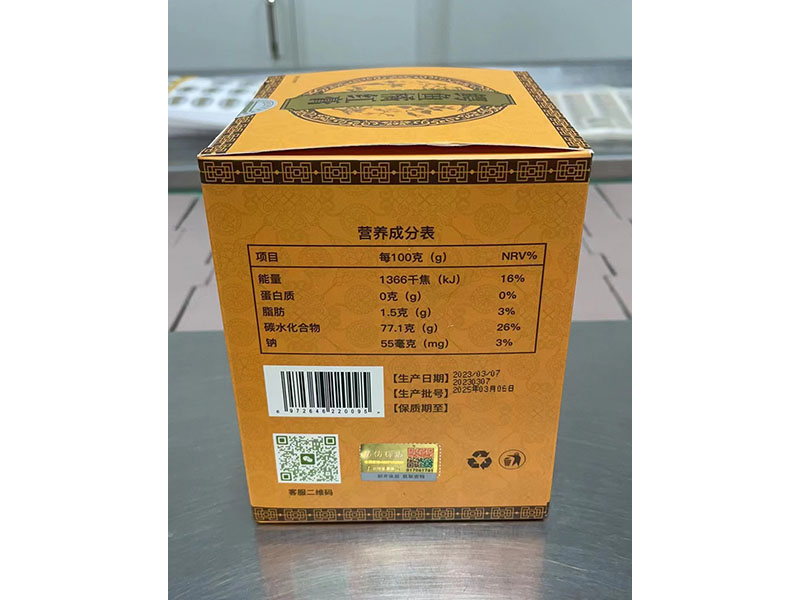 营养成分表
项目 每100克（g） NRV%
能量 1366千焦（kJ） 16%
蛋白质 0克（g） 0%
脂肪 1.5克（g） 3%
碳水化合物 77.1克（g） 26%
钠 55毫克（mg） 3%
【生产日期】 2023/03/07
【生产批号】 20230307
【保质期至】 2025年03月06日
6 972646 220095
客服二维码